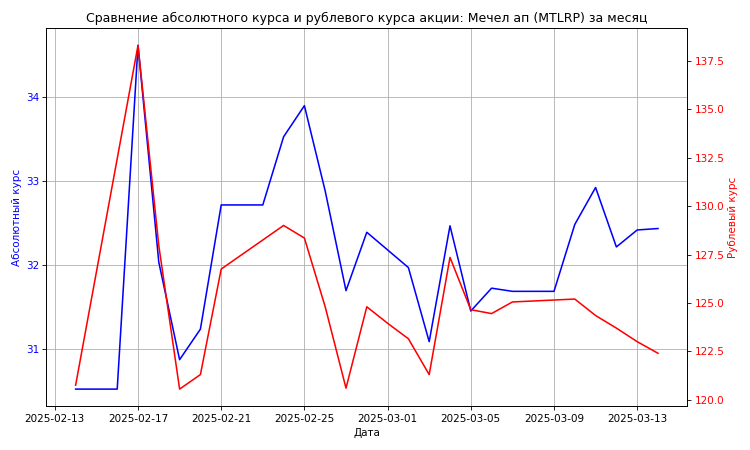 Сравнение абсолютного курса и рублевого курса акции: Мечел ап (MTLRP) за месяц
Абсолютный курс
34
33
32
31
137.5
135.0
132.5
130.0
127.5
125.0
122.5
120.0
Рублевый курс
2025-02-13 2025-02-17 2025-02-21 2025-02-25 2025-03-01 2025-03-05 2025-03-09 2025-03-13
Дата